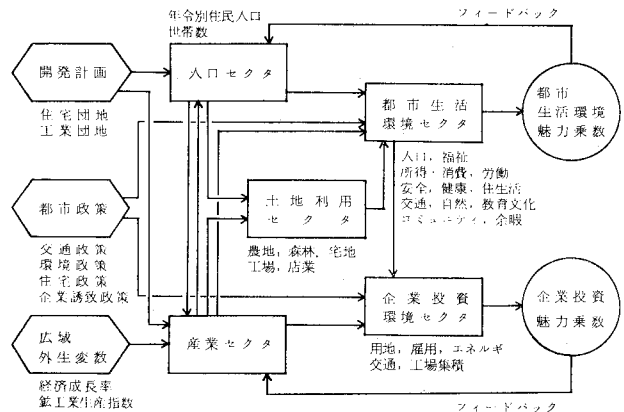 フィードバック
年令別住民人口
世帯数
開発計画
人口セクタ
都市
生活環境
魅力乗数
都市生活
環境セクタ
住宅団地
工業団地
人口,福祉
所得・消費,労働
安全,健康,住生活
交通,自然,教育文化
コミュニティ,余暇
都市政策
土地利用
セクタ
農地,森林,宅地
工場,店業
交通政策
環境政策
住宅政策
企業誘致政策
企業投資
環境セクタ
企業投資
魅力乗数
広域
外生変数
産業セクタ
用地,雇用,エネルギ
交通,工場集積
経済成長率
鉱工業生産指数
フィードバック